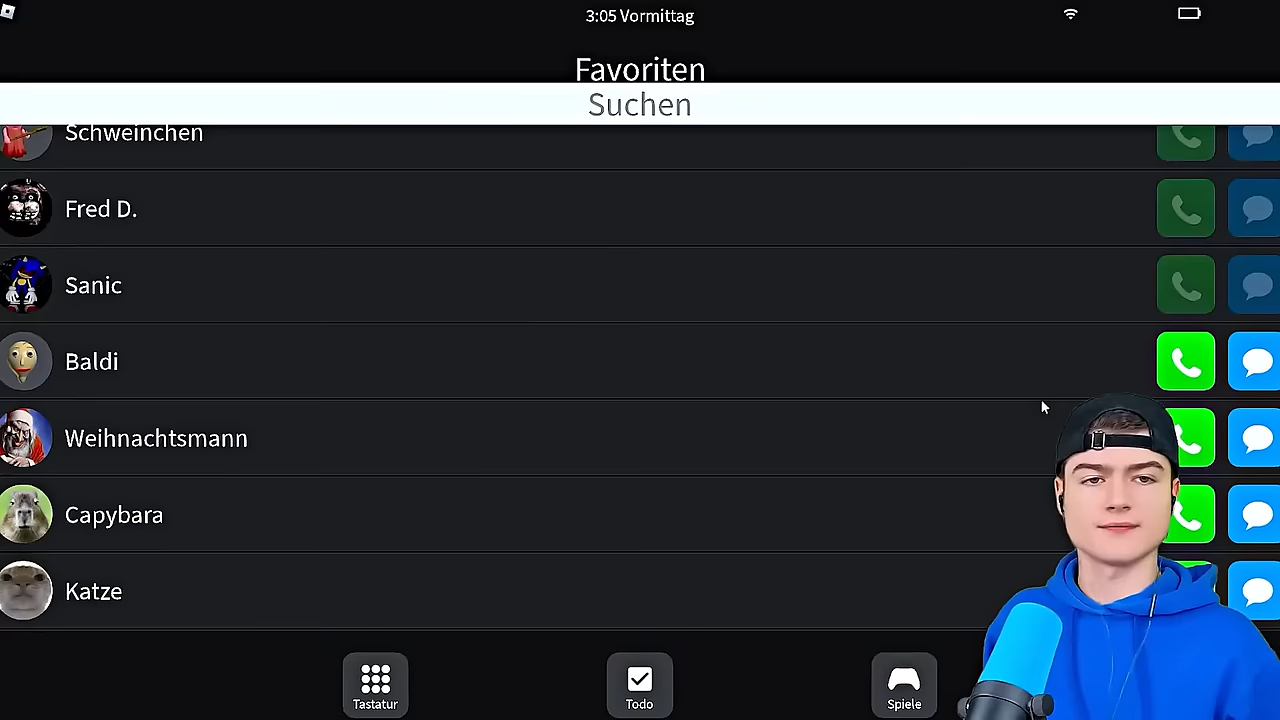 3:05 Vormittag
Favoriten
Suchen
Schweinchen
Fred D.
Sanic
Baldi
Weihnachtsmann
Capybara
Katze
Tastatur
Todo
Spiele